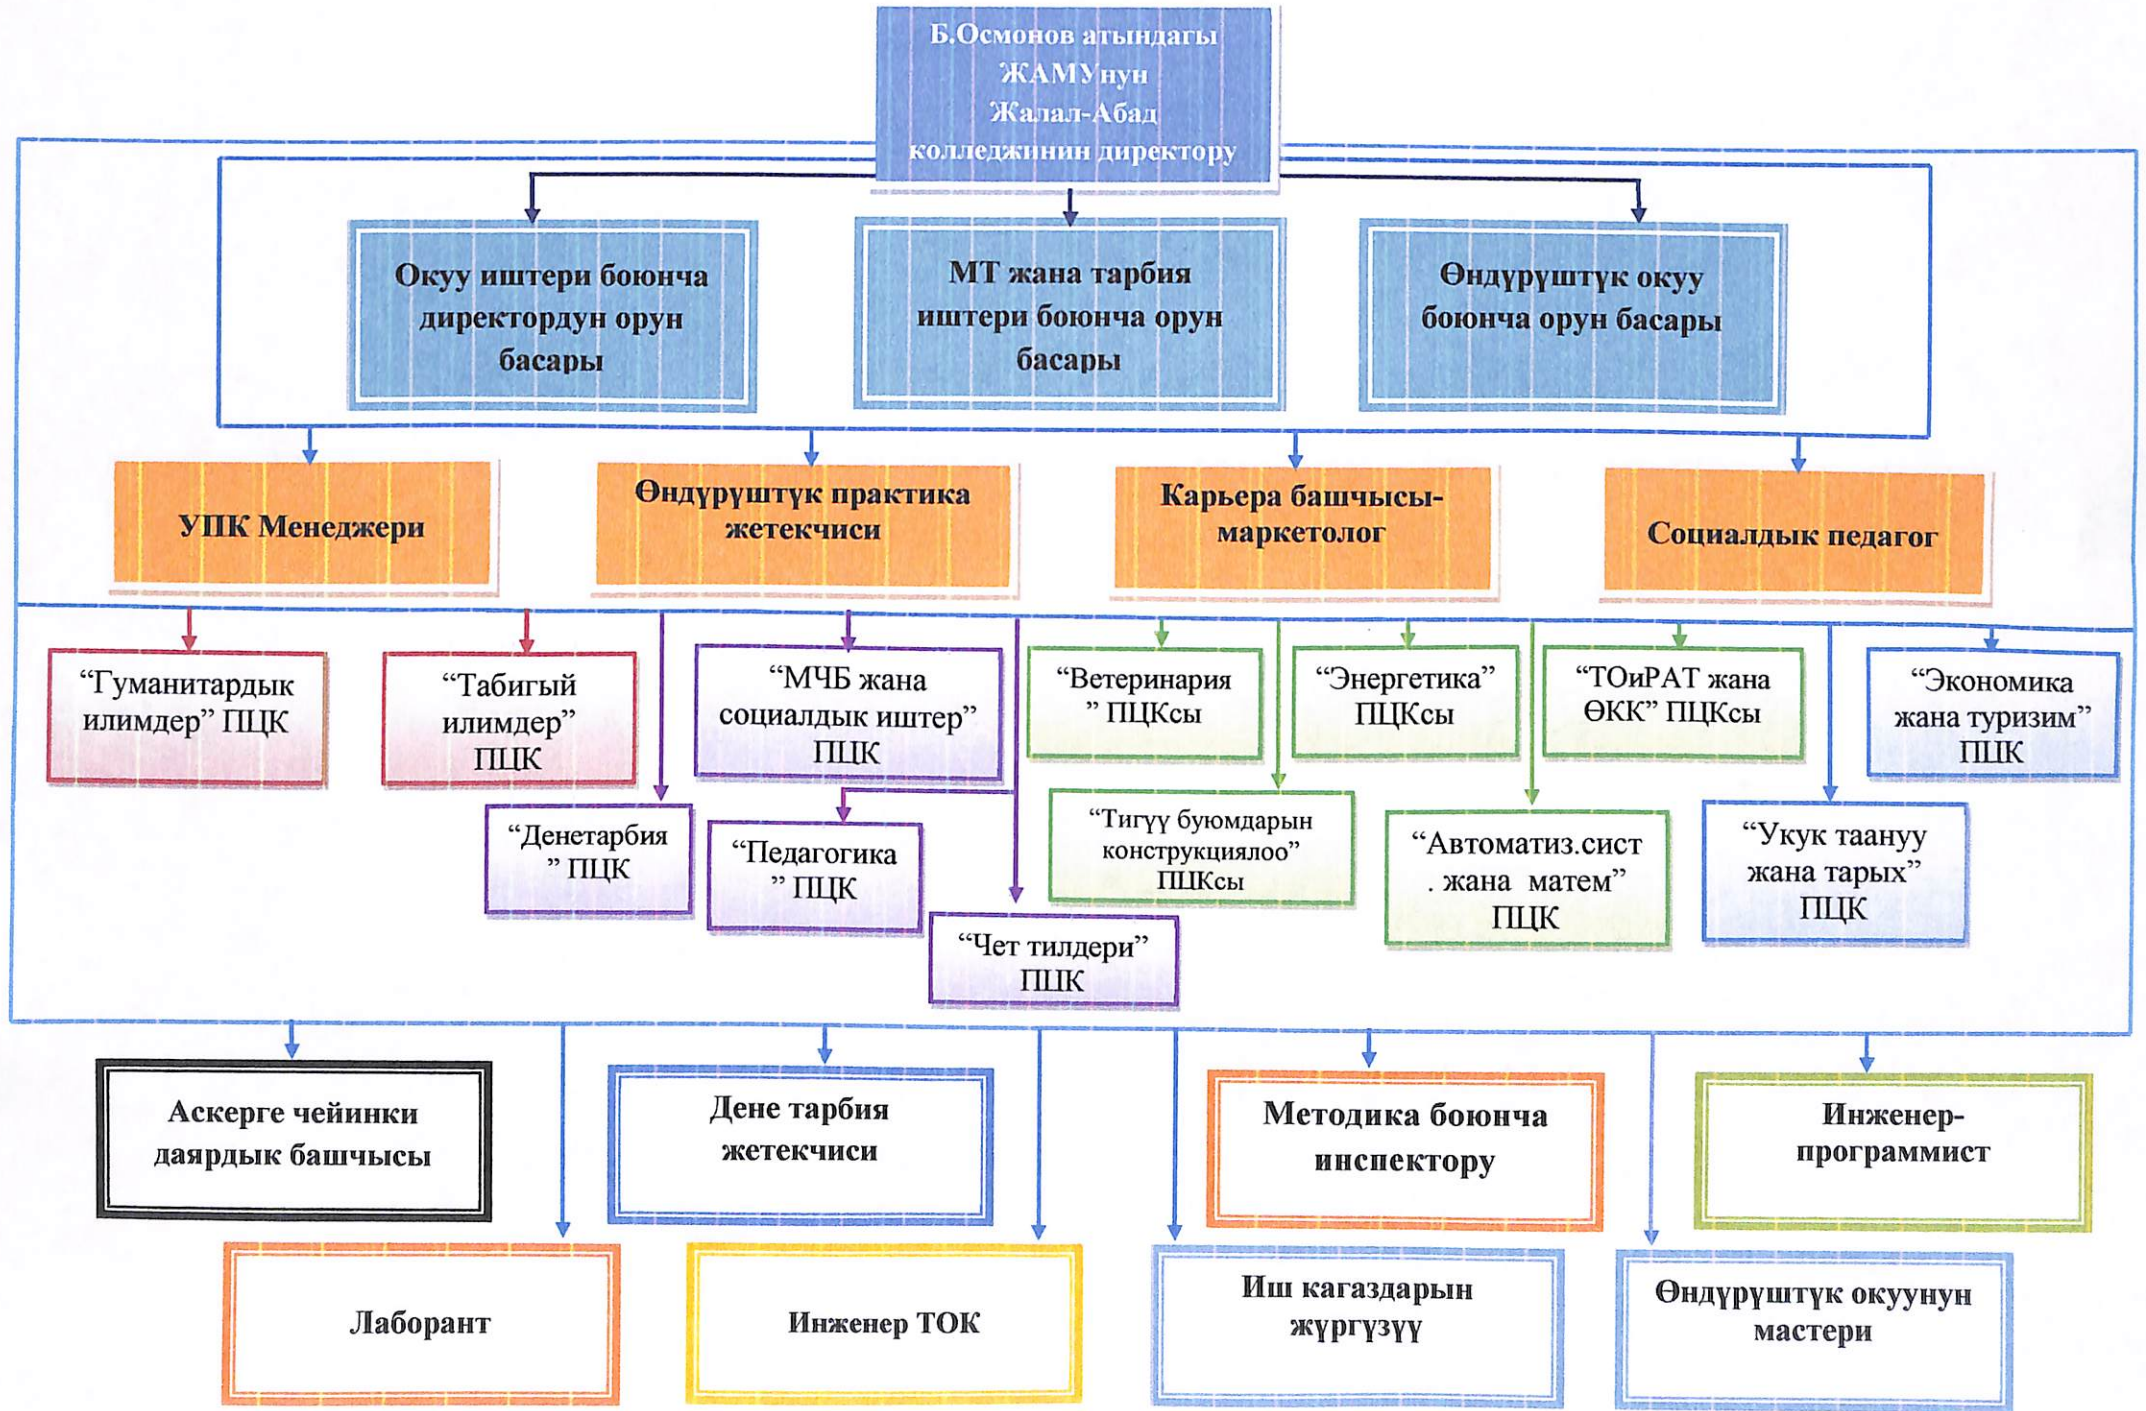 Б.Осмонов атындагы
ЖАМУнун
Жалал-Абад
колледжинин директору
Окуу иштери боюнча
директордун орун
басары
МТ жана тарбия
иштери боюнча орун
басары
Өндүрүштүк окуу
боюнча орун басары
УПК Менеджери
Өндүрүштүк практика
жетекчиси
Карьера башчысы-
маркетолог
Социалдык педагог
“Гуманитардык
илимдер” ПЦК
“Табигый
илимдер”
ПЦК
“МЧБ жана
социалдык иштер”
ПЦК
“Ветеринария
” ПЦКсы
“Энергетика”
ПЦКсы
“ТОиРАТ жана
ӨКК” ПЦКсы
“Экономика
жана туризим”
ПЦК
“Денетарбия
” ПЦК
“Педагогика
” ПЦК
“Чет тилдери”
ПЦК
“Тигүү буюмдарын
конструкциялоо”
ПЦКсы
“Автоматиз.сист
. жана матем”
ПЦК
“Укук таануу
жана тарых”
ПЦК
Аскерге чейинки
даярдык башчысы
Дене тарбия
жетекчиси
Методика боюнча
инспектору
Инженер-
программист
Лаборант
Инженер ТОК
Иш кагаздарын
жүргүзүү
Өндүрүштүк окуунун
мастери